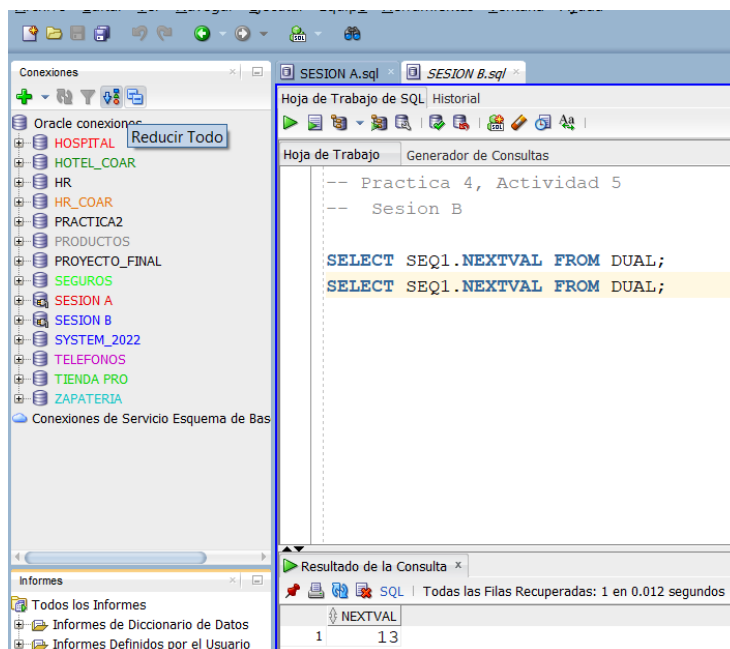 Conexiones
Oracle conexiones
Reducir Todo
HOSPITAL
HOTEL_COAR
HR
HR_COAR
PRACTICA2
PRODUCTOS
PROYECTO_FINAL
SEGUROS
SESION A
SESION B
SYSTEM_2022
TELEFONOS
TIENDA PRO
ZAPATERIA
Conexiones de Servicio Esquema de Bas
Informes
Todos los Informes
Informes de Diccionario de Datos
Informes Definidos por el Usuario
SESION A.sql
SESION B.sql
Hoja de Trabajo de SQL Historial
Hoja de Trabajo Generador de Consultas
-- Practica 4, Actividad 5
-- Sesion B
SELECT SEQ1.NEXTVAL FROM DUAL;
SELECT SEQ1.NEXTVAL FROM DUAL;
Resultado de la Consulta
SQL | Todas las Filas Recuperadas: 1 en 0.012 segundos
NEXTVAL
1 13